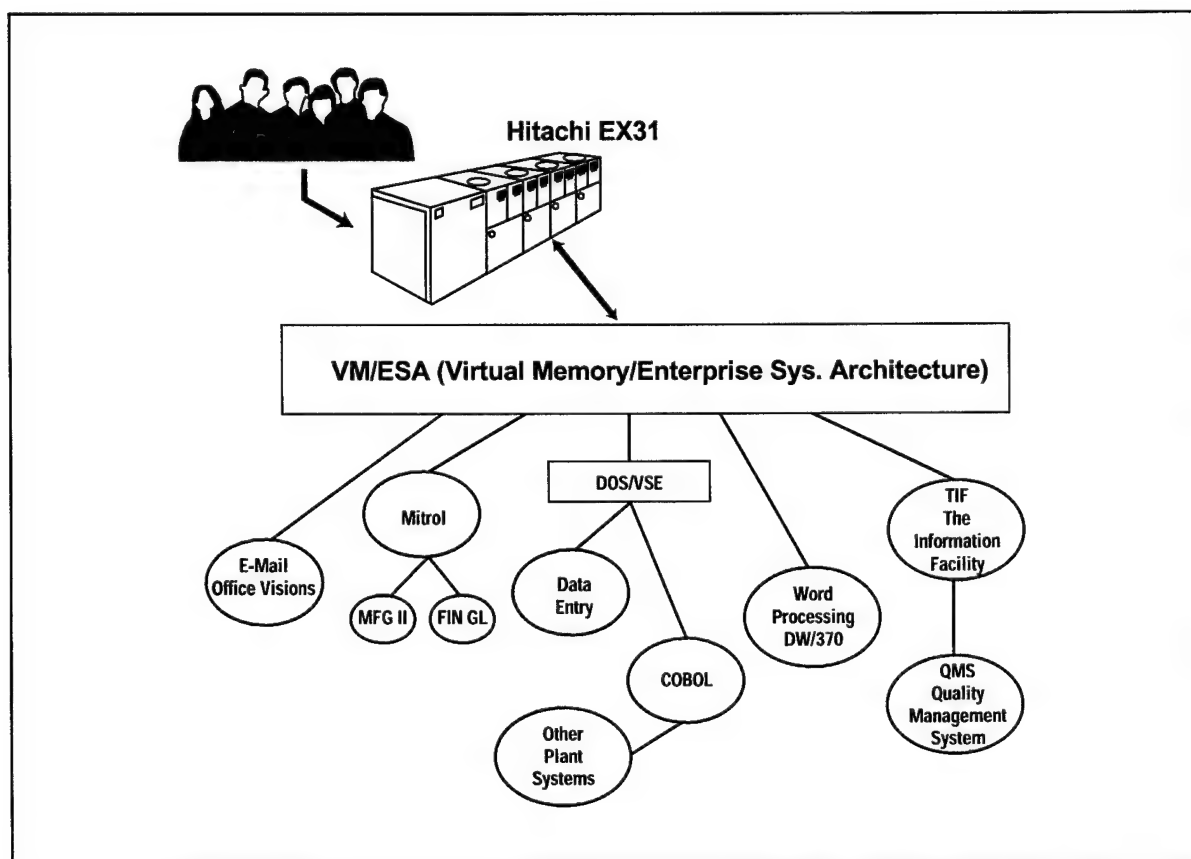 Hitachi EX31
VM/ESA (Virtual Memory/Enterprise Sys. Architecture)
E-Mail
Office Visions
Mitrol
MFG II
FIN GL
DOS/VSE
Data
Entry
COBOL
Other
Plant
Systems
Word
Processing
DW/370
TIF
The
Information
Facility
QMS
Quality
Management
System